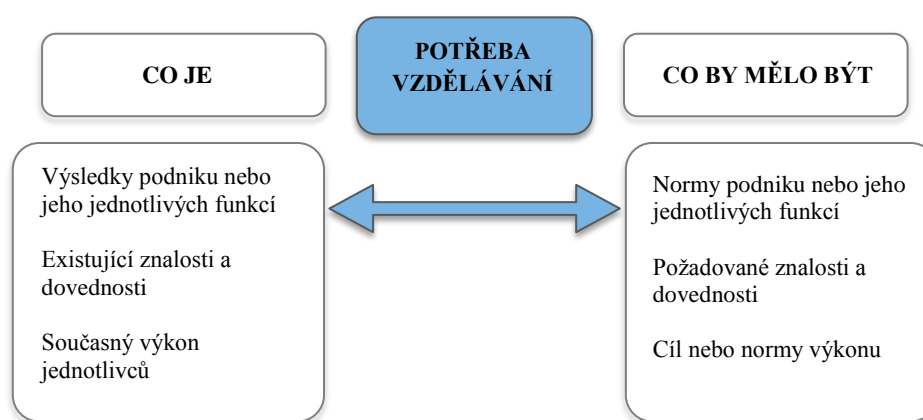 CO JE
POTŘEBA
VZDĚLÁVÁNÍ
CO BY MĚLO BÝT
Výsledky podniku nebo
jeho jednotlivých funkcí
Existující znalosti a
dovednosti
Současný výkon
jednotlivců
Normy podniku nebo jeho
jednotlivých funkcí
Požadované znalosti a
dovednosti
Cíl nebo normy výkonu